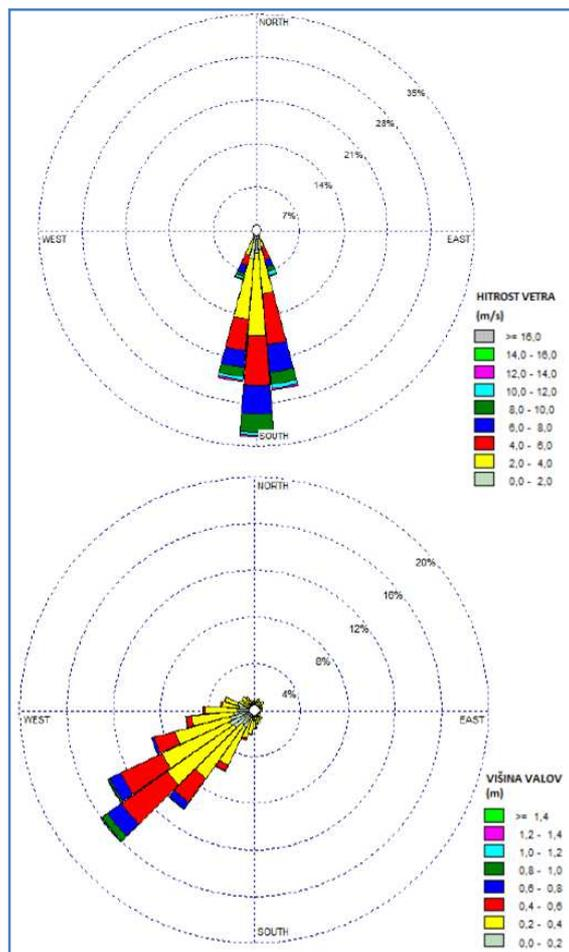 NORTH
35%
28%
21%
14%
7%
WEST
EAST
HITROST VETRA
(m/s)
>= 16,0
14,0 - 16,0
12,0 - 14,0
10,0 - 12,0
8,0 - 10,0
6,0 - 8,0
4,0 - 6,0
2,0 - 4,0
0,0 - 2,0
SOUTH
NORTH
20%
16%
12%
8%
4%
WEST
EAST
VIŠINA VALOV
(m)
>= 1,4
1,2 - 1,4
1,0 - 1,2
0,8 - 1,0
0,6 - 0,8
0,4 - 0,6
0,2 - 0,4
0,0 - 0,2
SOUTH